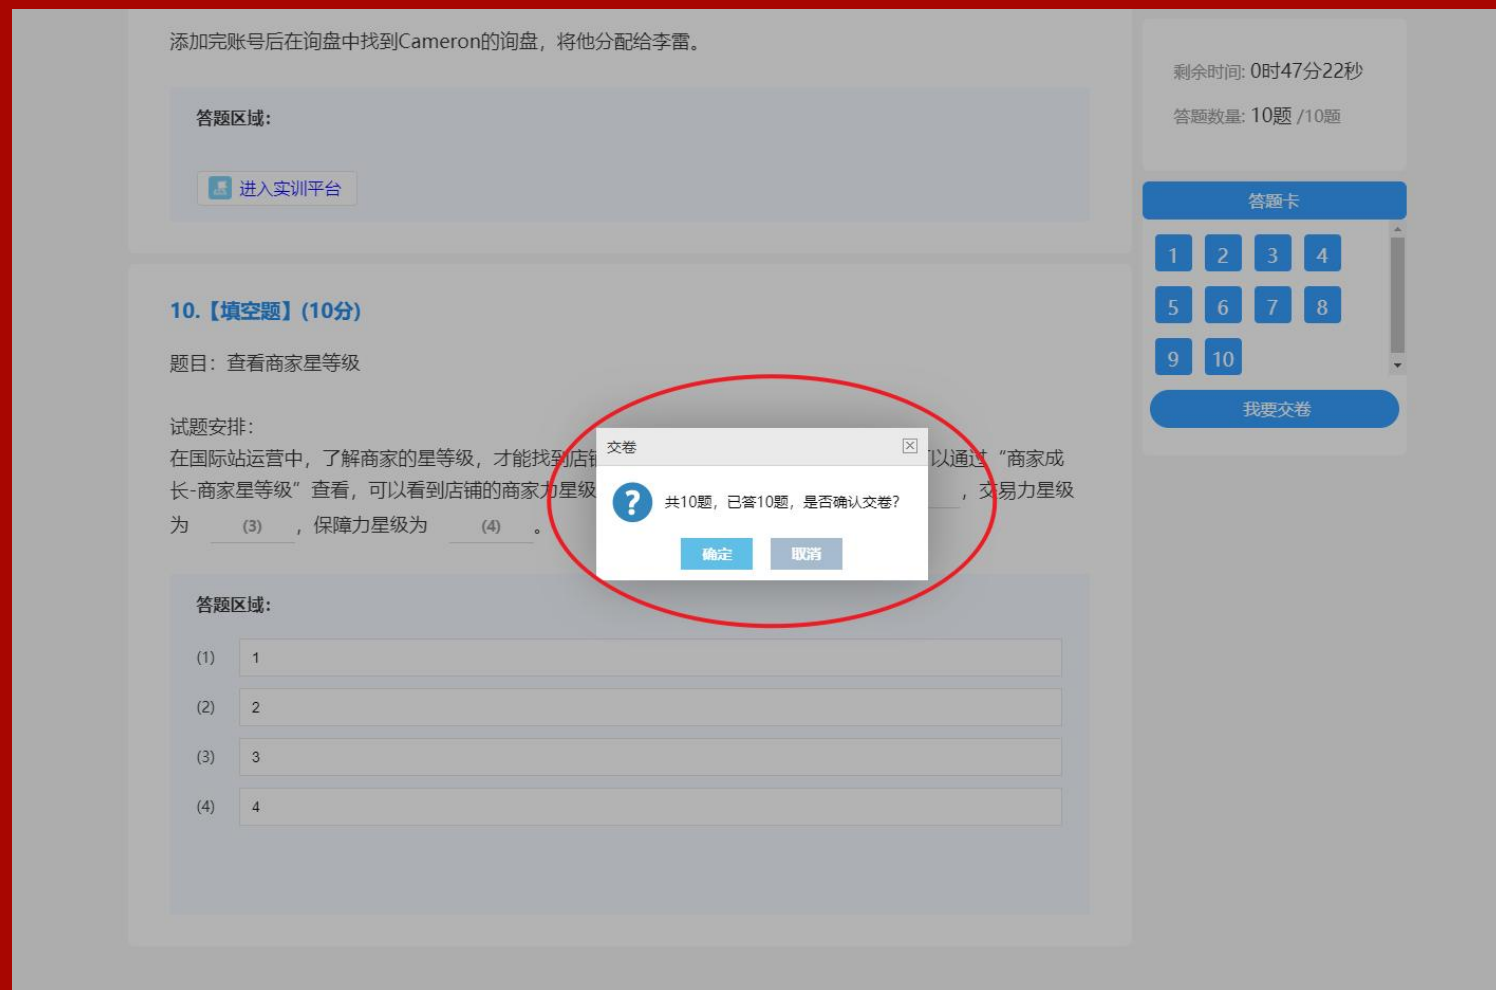 添加完账号后在询盘中找到Cameron的询盘，将他分配给李雷。
答题区域：
进入实训平台
10.【填空题】(10分)
题目：查看商家星等级
试题安排：
在国际站运营中，了解商家的星等级，才能找到店铺
以通过“商家成
长-商家星等级”查看，可以看到店铺的商家力星级
，交易力星级
为 (3) ，保障力星级为 (4) 。
答题区域：
(1) 1
(2) 2
(3) 3
(4) 4
交卷
共10题，已答10题，是否确认交卷？
确定 取消
剩余时间: 0时47分22秒
答题数量: 10题 /10题
答题卡
1 2 3 4
5 6 7 8
9 10
我要交卷